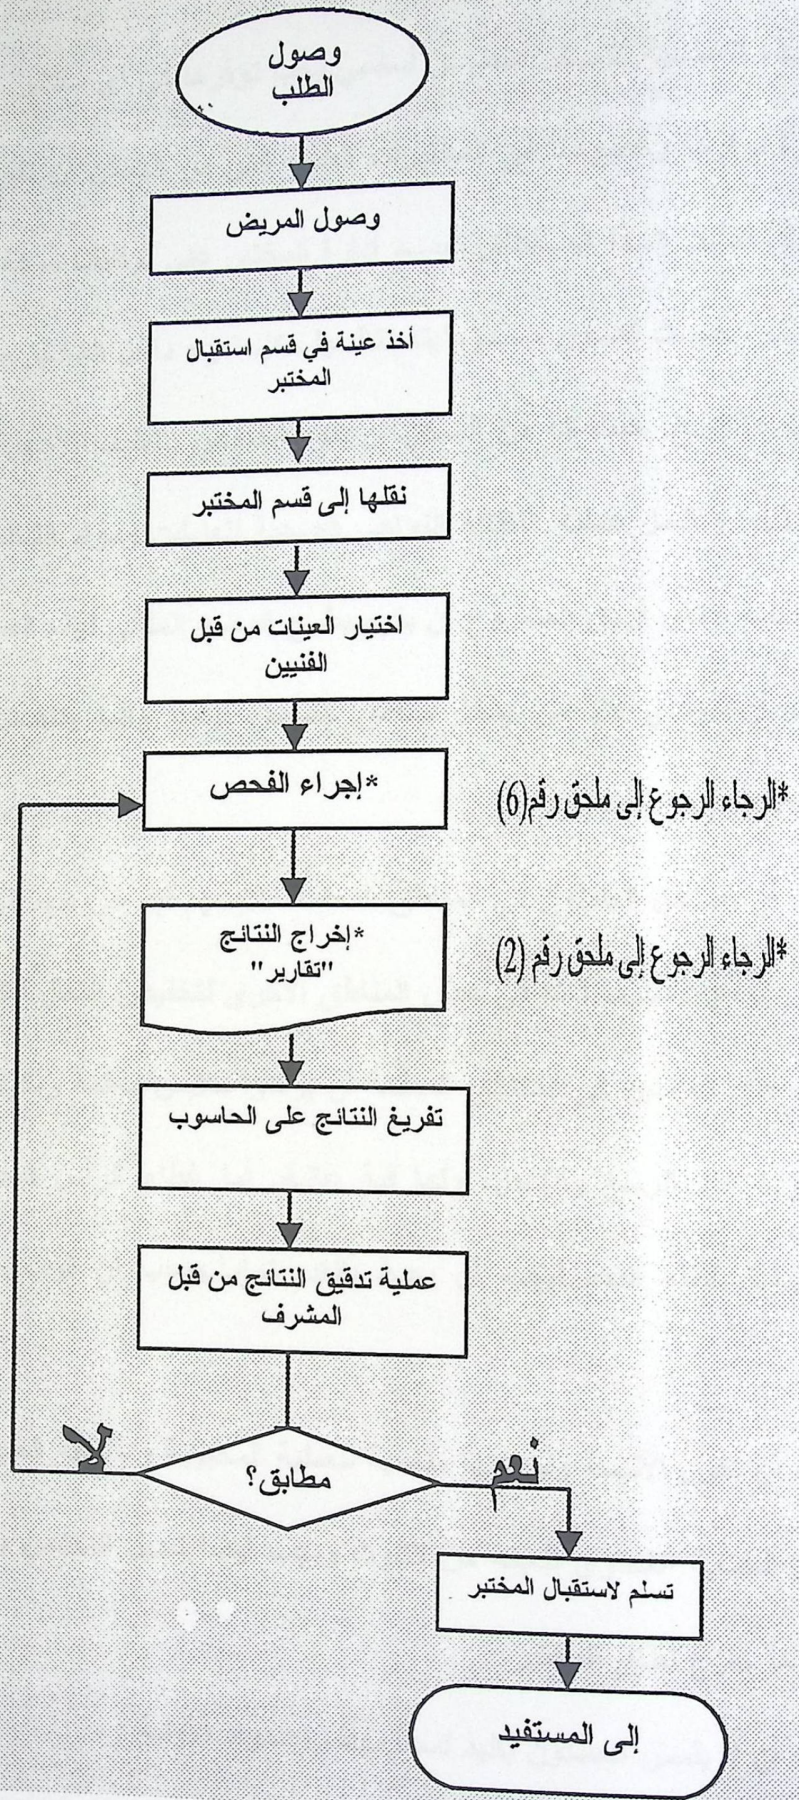 وصول
الطلب
وصول المريض
أخذ عينة في قسم استقبال
المختبر
نقلها إلى قسم المختبر
اختيار العينات من قبل
الفنيين
*إجراء الفحص
*الرجاء الرجوع إلى ملحق رقم(6)
*إخراج النتائج
"تقارير"
*الرجاء الرجوع إلى ملحق رقم (2)
تفريغ النتائج على الحاسوب
عملية تدقيق النتائج من قبل
المشرف
مطابق؟
نعم
لا
تسلم لاستقبال المختبر
إلى المستفيد